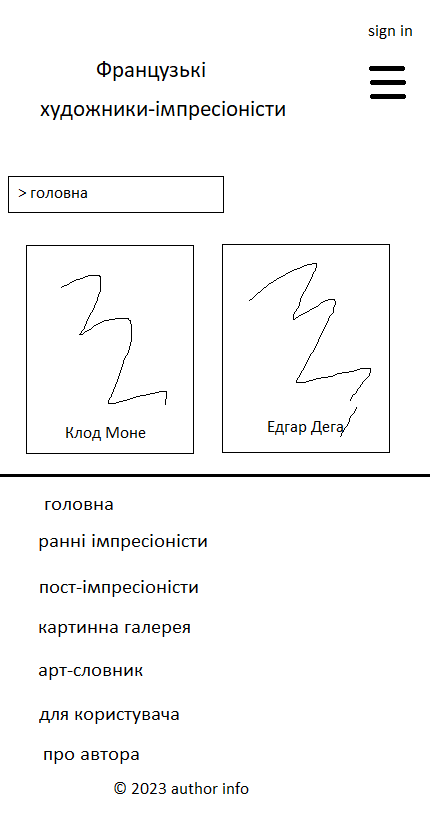 sign in
Французькі
художники-імпресіоністи
> головна
Клод Моне
Едгар Дега
головна
ранні імпресіоністи
пост-імпресіоністи
картинна галерея
арт-словник
для користувача
про автора
© 2023 author info